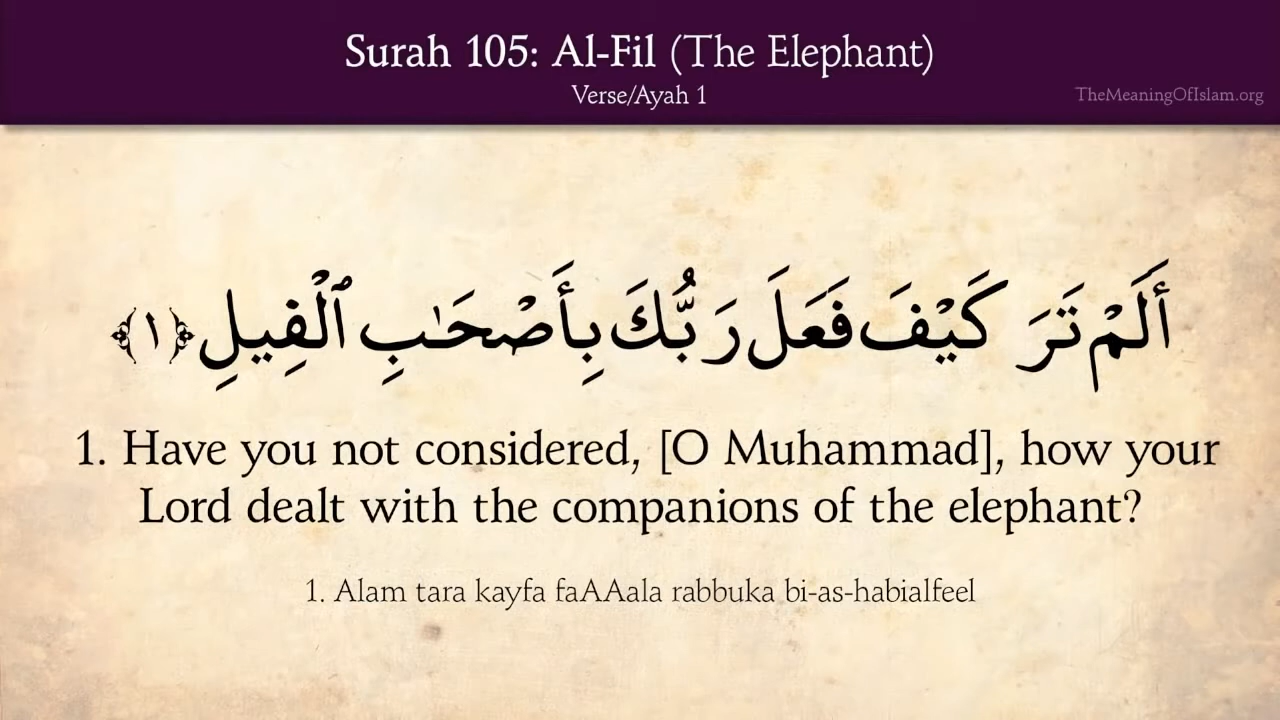 Surah 105: Al-Fil (The Elephant)
Verse/Ayah 1
TheMeaningOfIslam.org
أَلَمْ تَرَ كَيْفَ فَعَلَ رَبُّكَ بِأَصْحَٰبِ ٱلْفِيلِ ﴿١﴾
1. Have you not considered, [O Muhammad], how your
Lord dealt with the companions of the elephant?
1. Alam tara kayfa faAAala rabbuka bi-as-habialfeel